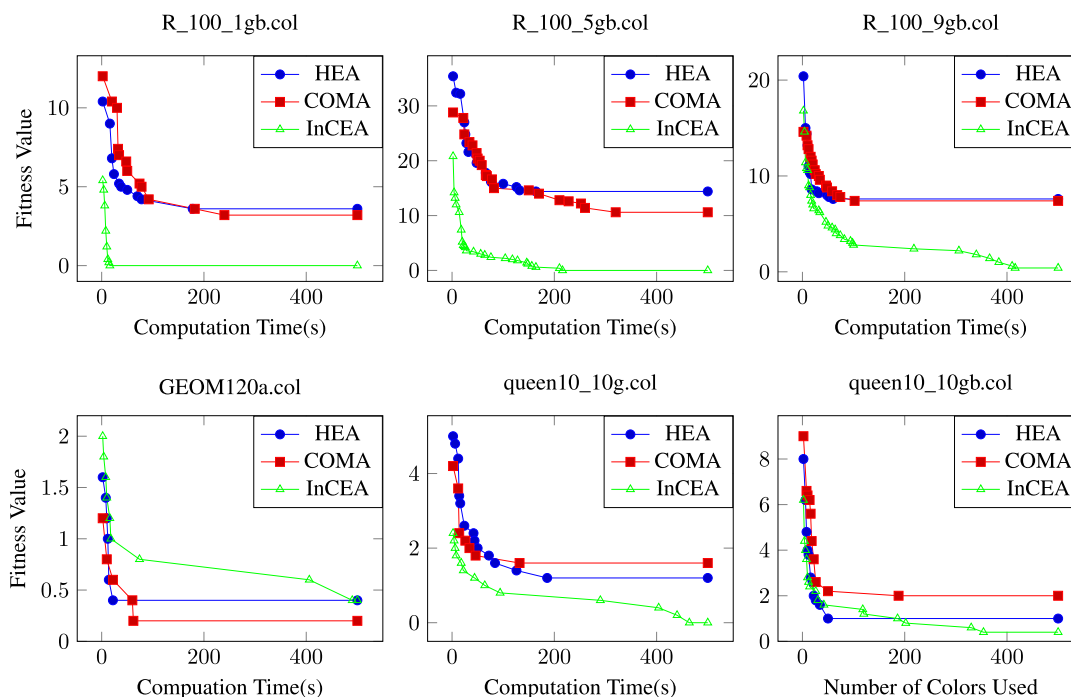 R_100_1gb.col
Fitness Value
10
5
0
HEA
COMA
InCEA
0 200 400
Computation Time(s)
R_100_5gb.col
30
20
10
0
HEA
COMA
InCEA
0 200 400
Computation Time(s)
R_100_9gb.col
20
10
0
HEA
COMA
InCEA
0 200 400
Computation Time(s)
GEOM120a.col
Fitness Value
2
1.5
1
0.5
0
HEA
COMA
InCEA
0 200 400
Compuation Time(s)
queen10_10g.col
4
2
0
HEA
COMA
InCEA
0 200 400
Computation Time(s)
queen10_10gb.col
8
6
4
2
0
HEA
COMA
InCEA
0 200 400
Number of Colors Used